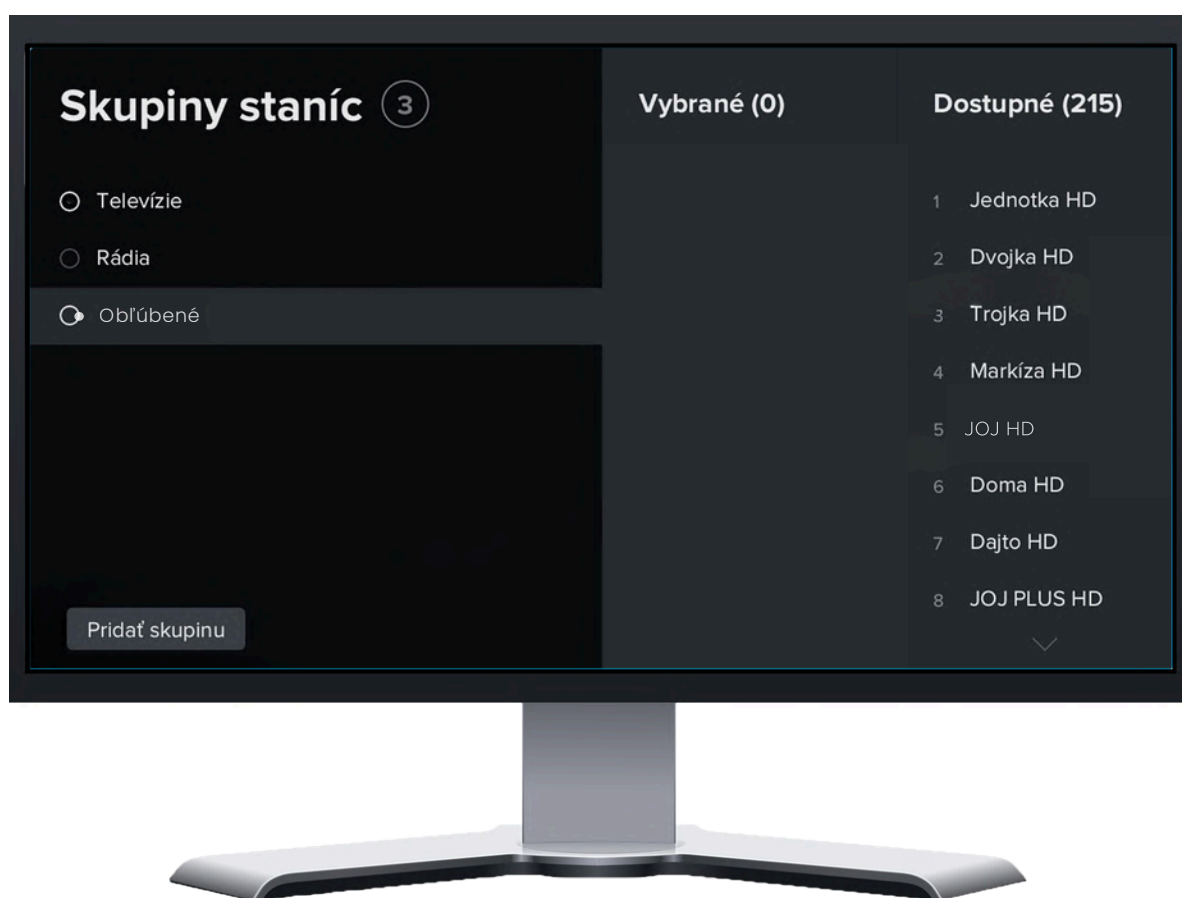 Skupiny staníc 3
Televízie
Rádia
Obľúbené
Pridať skupinu
Vybrané (0)
Dostupné (215)
1 Jednotka HD
2 Dvojka HD
3 Trojka HD
4 Markíza HD
5 JOJ HD
6 Doma HD
7 Dajto HD
8 JOJ PLUS HD